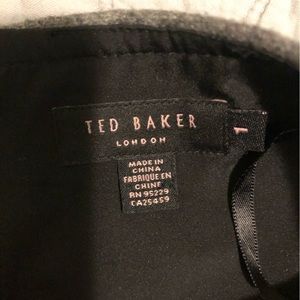 TED BAKER
LONDON
1
MADE IN
CHINA
FABRIQUE EN
CHINE
RN 95229
CA25459